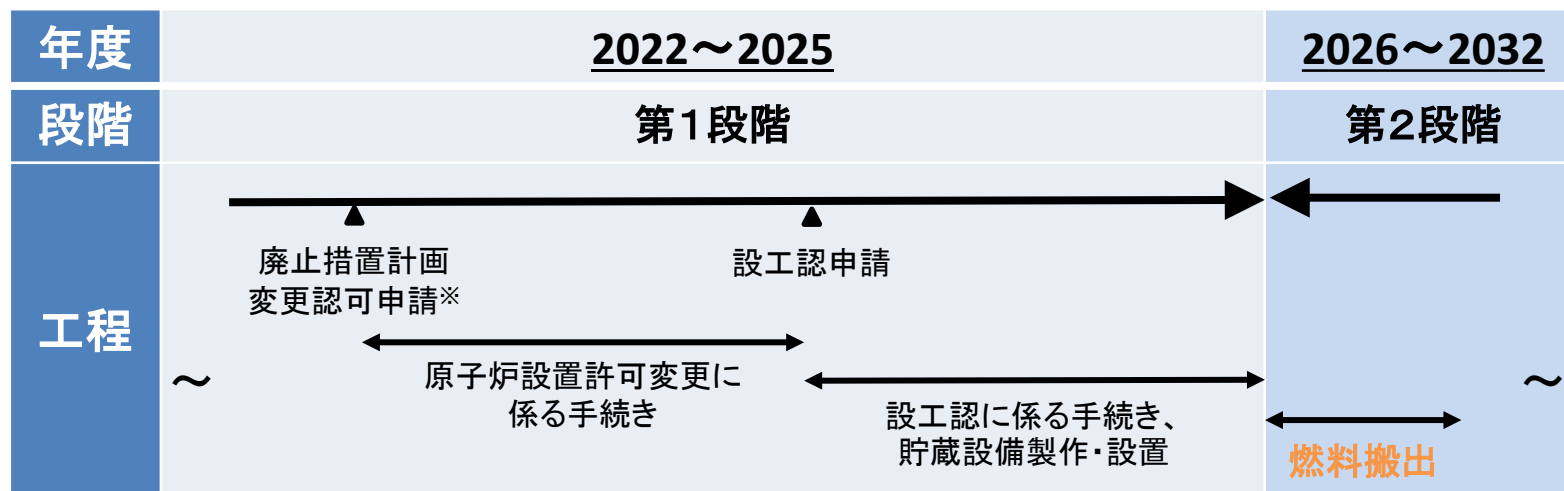 年度
2022～2025
2026～2032
段階
第１段階
第２段階
工程
廃止措置計画
変更認可申請※
設工認申請
原子炉設置許可変更に
係る手続き
設工認に係る手続き、
貯蔵設備製作・設置
燃料搬出
～
～